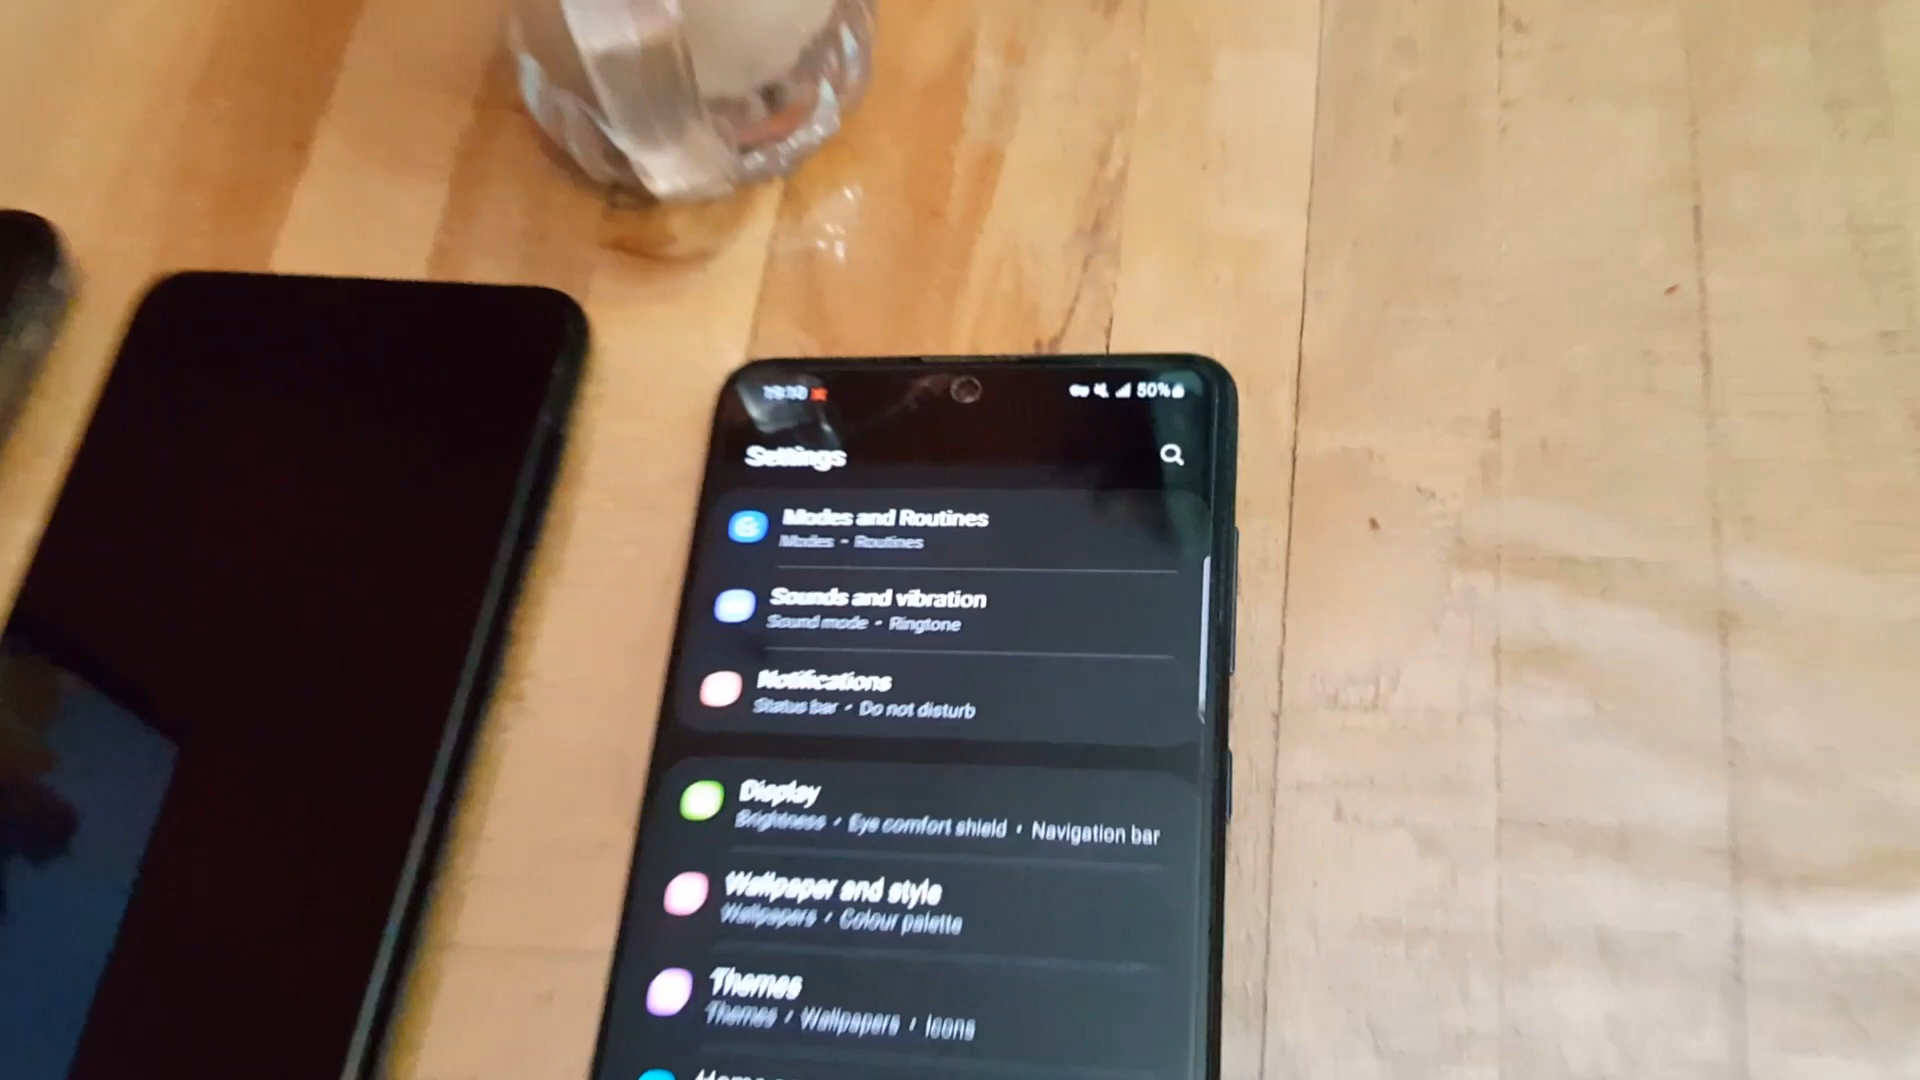 50%
Settings
Modes and Routines
Modes • Routines
Sounds and vibration
Sound mode • Ringtone
Notifications
Status bar • Do not disturb
Display
Brightness • Eye comfort shield • Navigation bar
Wallpaper and style
Wallpapers • Colour palette
Themes
Themes • Wallpapers • Icons